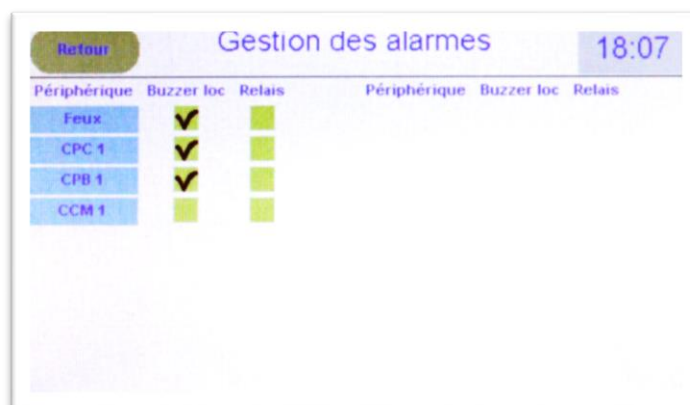 Retour Gestion des alarmes 18:07
Périphérique Buzzer loc Relais Périphérique Buzzer loc Relais
Feux
CPC 1
CPB 1
CCM 1